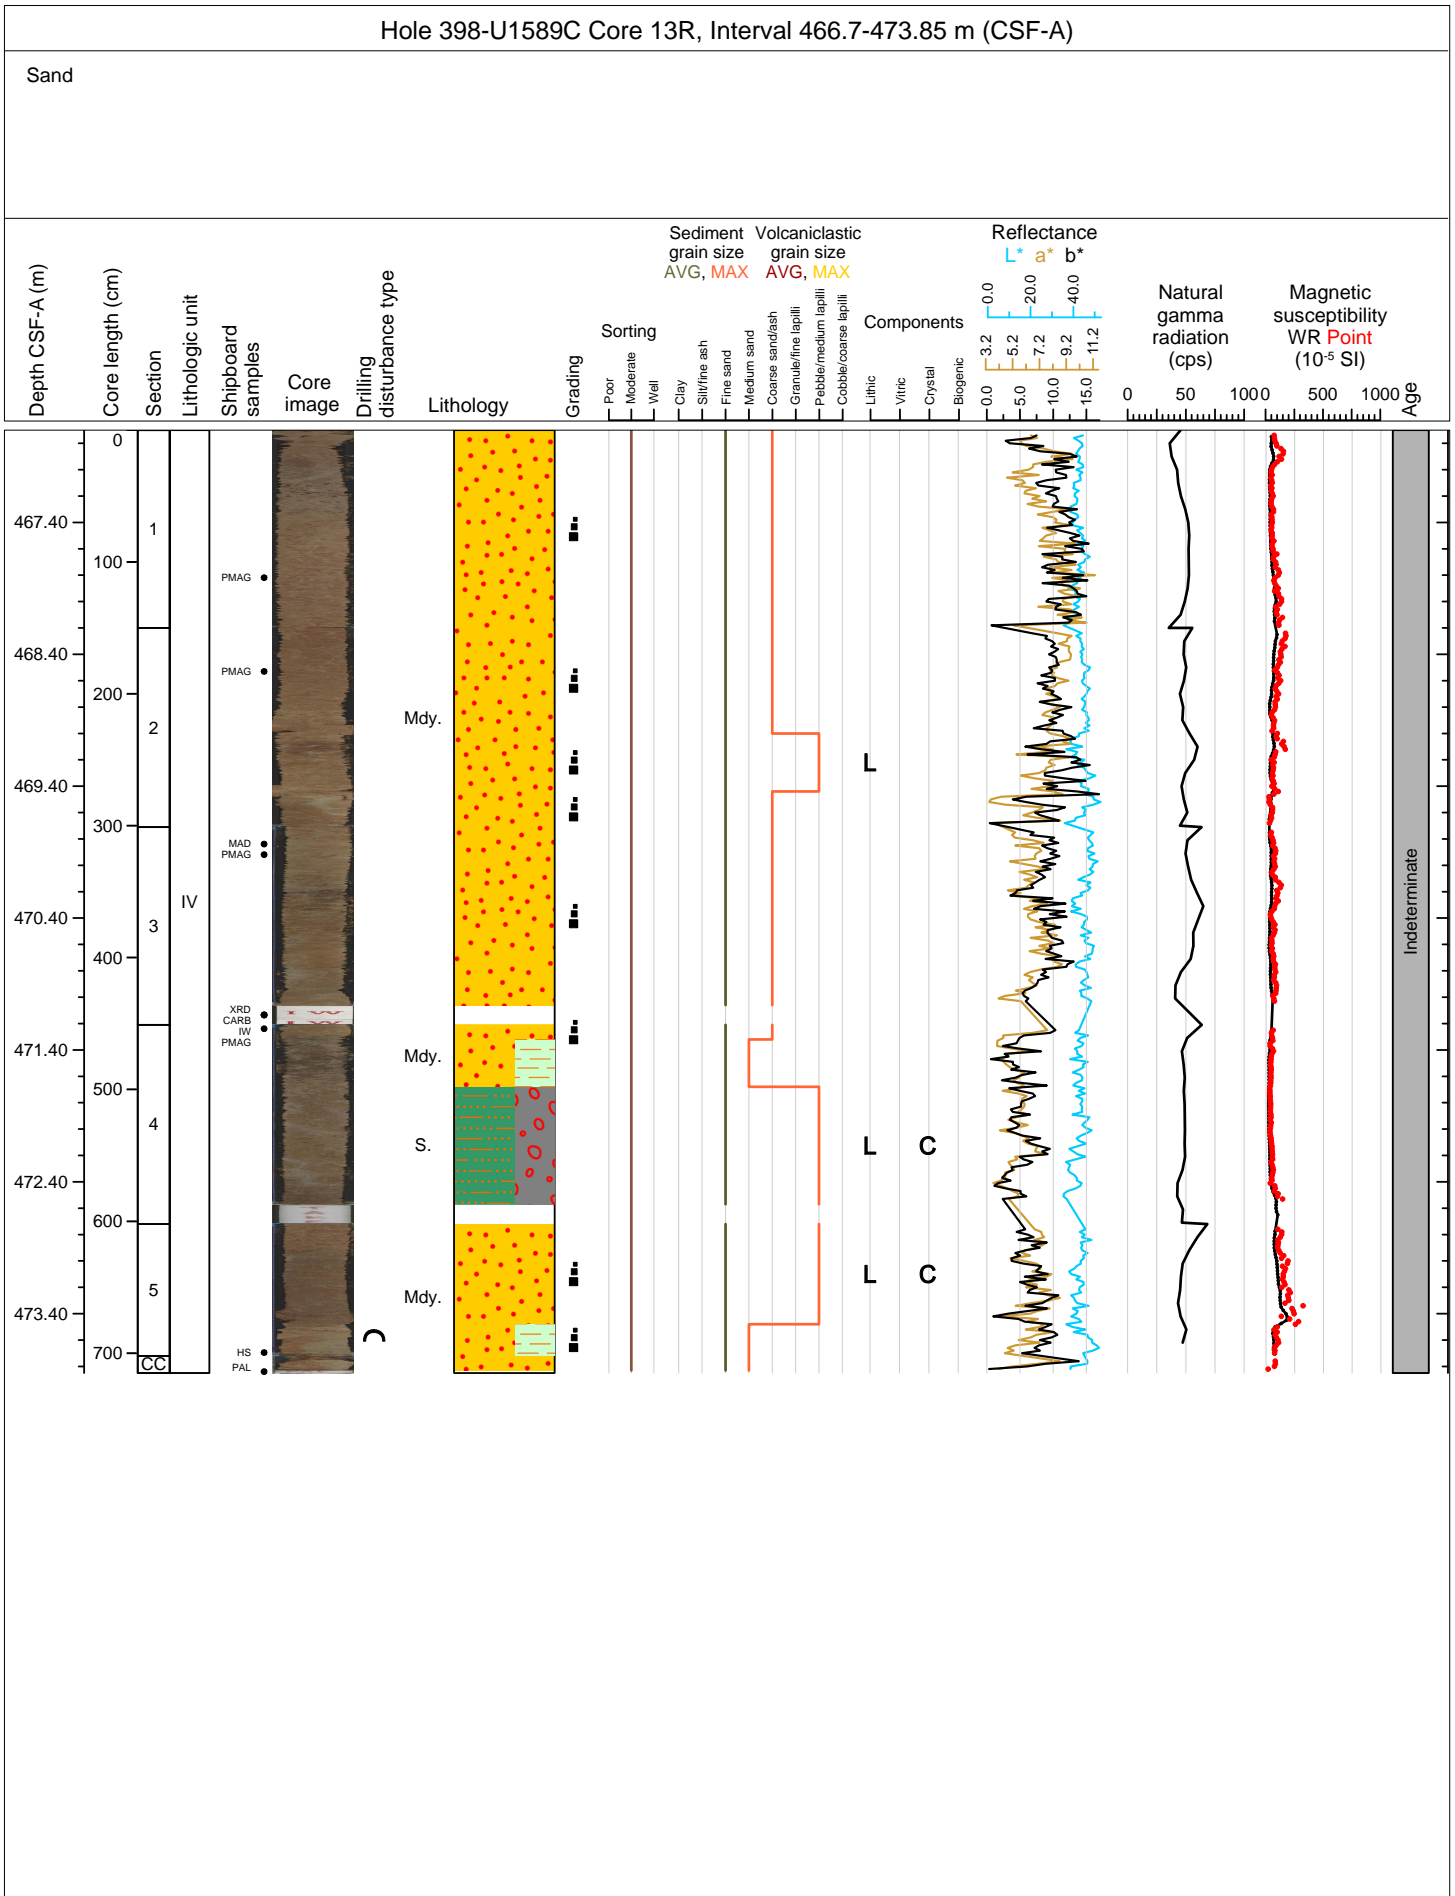 Hole 398-U1589C Core 13R, Interval 466.7-473.85 m (CSF-A)
Sand
Depth CSF-A (m)
Core length (cm)
Section
Lithologic unit
Shipboard
samples
Core
image
Drilling
disturbance type
Lithology
Grading
Sorting
Poor
Moderate
Well
Sediment
grain size
AVG, MAX
Volcaniclastic
grain size
AVG, MAX
Clay
Silt/fine ash
Fine sand
Medium sand
Coarse sand/ash
Granule/fine lapilli
Pebble/medium lapilli
Cobble/coarse lapilli
Components
Lithic
Vitric
Crystal
Biogenic
Reflectance
L* a* b*
0.0 20.0 40.0
3.2 5.2 7.2 9.2 11.2
0.0 5.0 10.0 15.0
Natural
gamma
radiation
(cps)
0 50 100
Magnetic
susceptibility
WR Point
(10-5 SI)
0 500 1000
Age
0
467.40
1
100
PMAG
468.40
PMAG
200
Mdy.
2
L
469.40
300
MAD
PMAG
Indeterminate
IV
470.40
3
400
XRD
CARB
IW
PMAG
471.40
Mdy.
500
4
S.
L C
472.40
600
L C
5
Mdy.
473.40
HS
700
CC
PAL